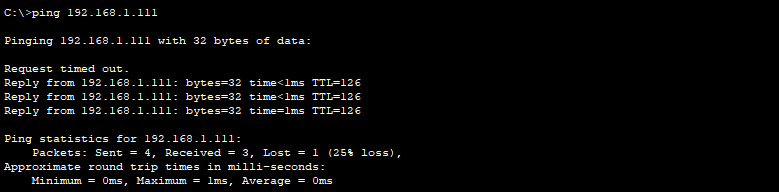 C:\>ping 192.168.1.111
Pinging 192.168.1.111 with 32 bytes of data:
Request timed out.
Reply from 192.168.1.111: bytes=32 time<1ms TTL=126
Reply from 192.168.1.111: bytes=32 time<1ms TTL=126
Reply from 192.168.1.111: bytes=32 time=1ms TTL=126
Ping statistics for 192.168.1.111:
    Packets: Sent = 4, Received = 3, Lost = 1 (25% loss),
Approximate round trip times in milli-seconds:
    Minimum = 0ms, Maximum = 1ms, Average = 0ms